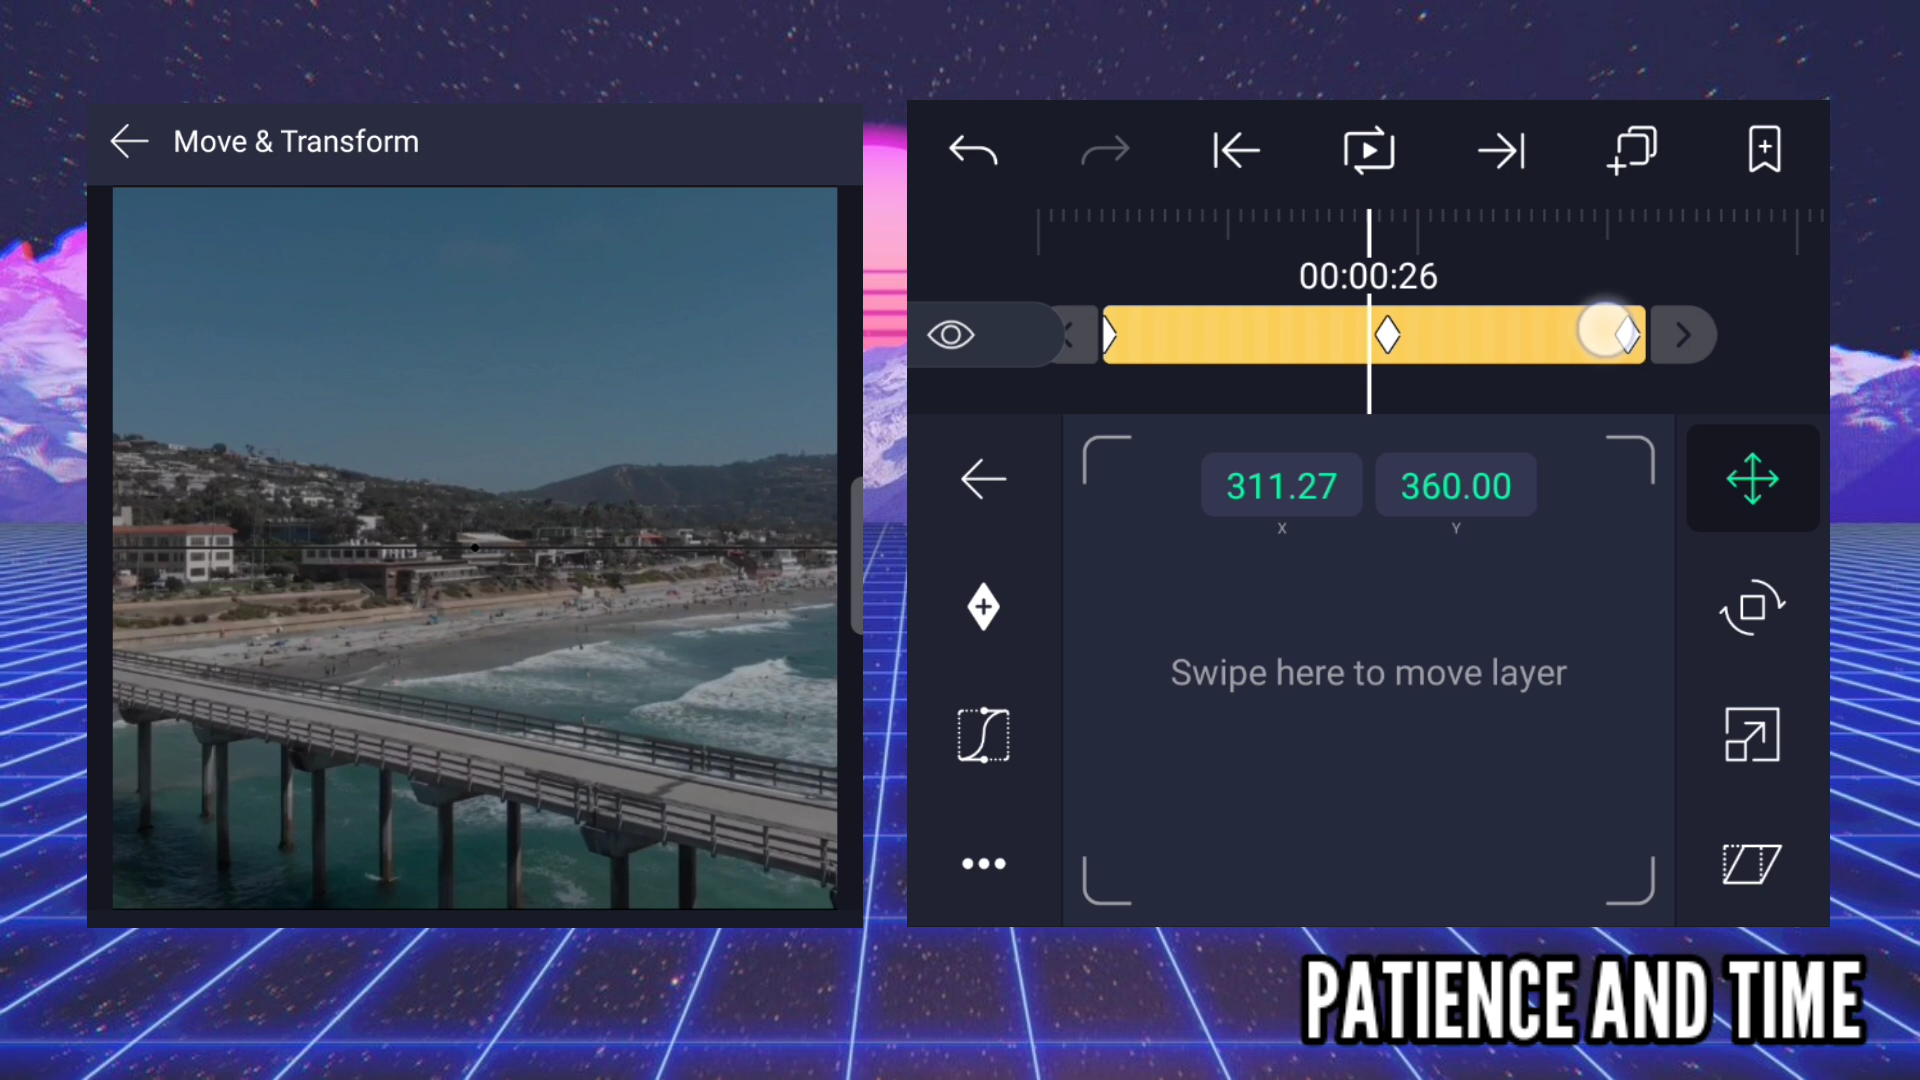 Move & Transform
00:00:26
311.27 360.00
X Y
Swipe here to move layer
PATIENCE AND TIME